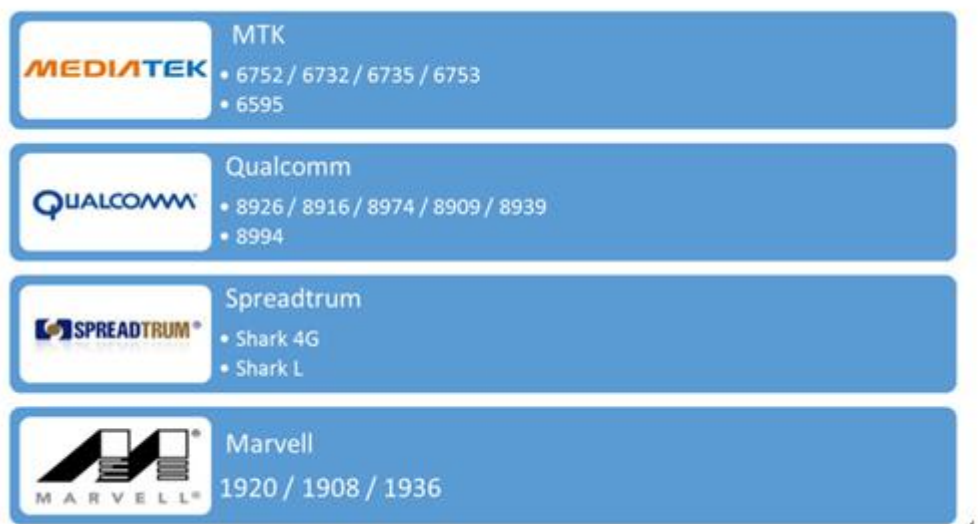 MEDIATEK
MTK
• 6752 / 6732 / 6735 / 6753
• 6595
QUALCOMM
Qualcomm
• 8926 / 8916 / 8974 / 8909 / 8939
• 8994
SPREADTRUM®
Spreadtrum
• Shark 4G
• Shark L
®
MARVELL®
Marvell
1920 / 1908 / 1936